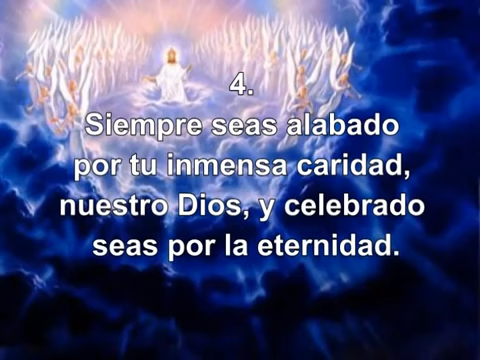 4.
Siempre seas alabado
por tu inmensa caridad,
nuestro Dios, y celebrado
seas por la eternidad.